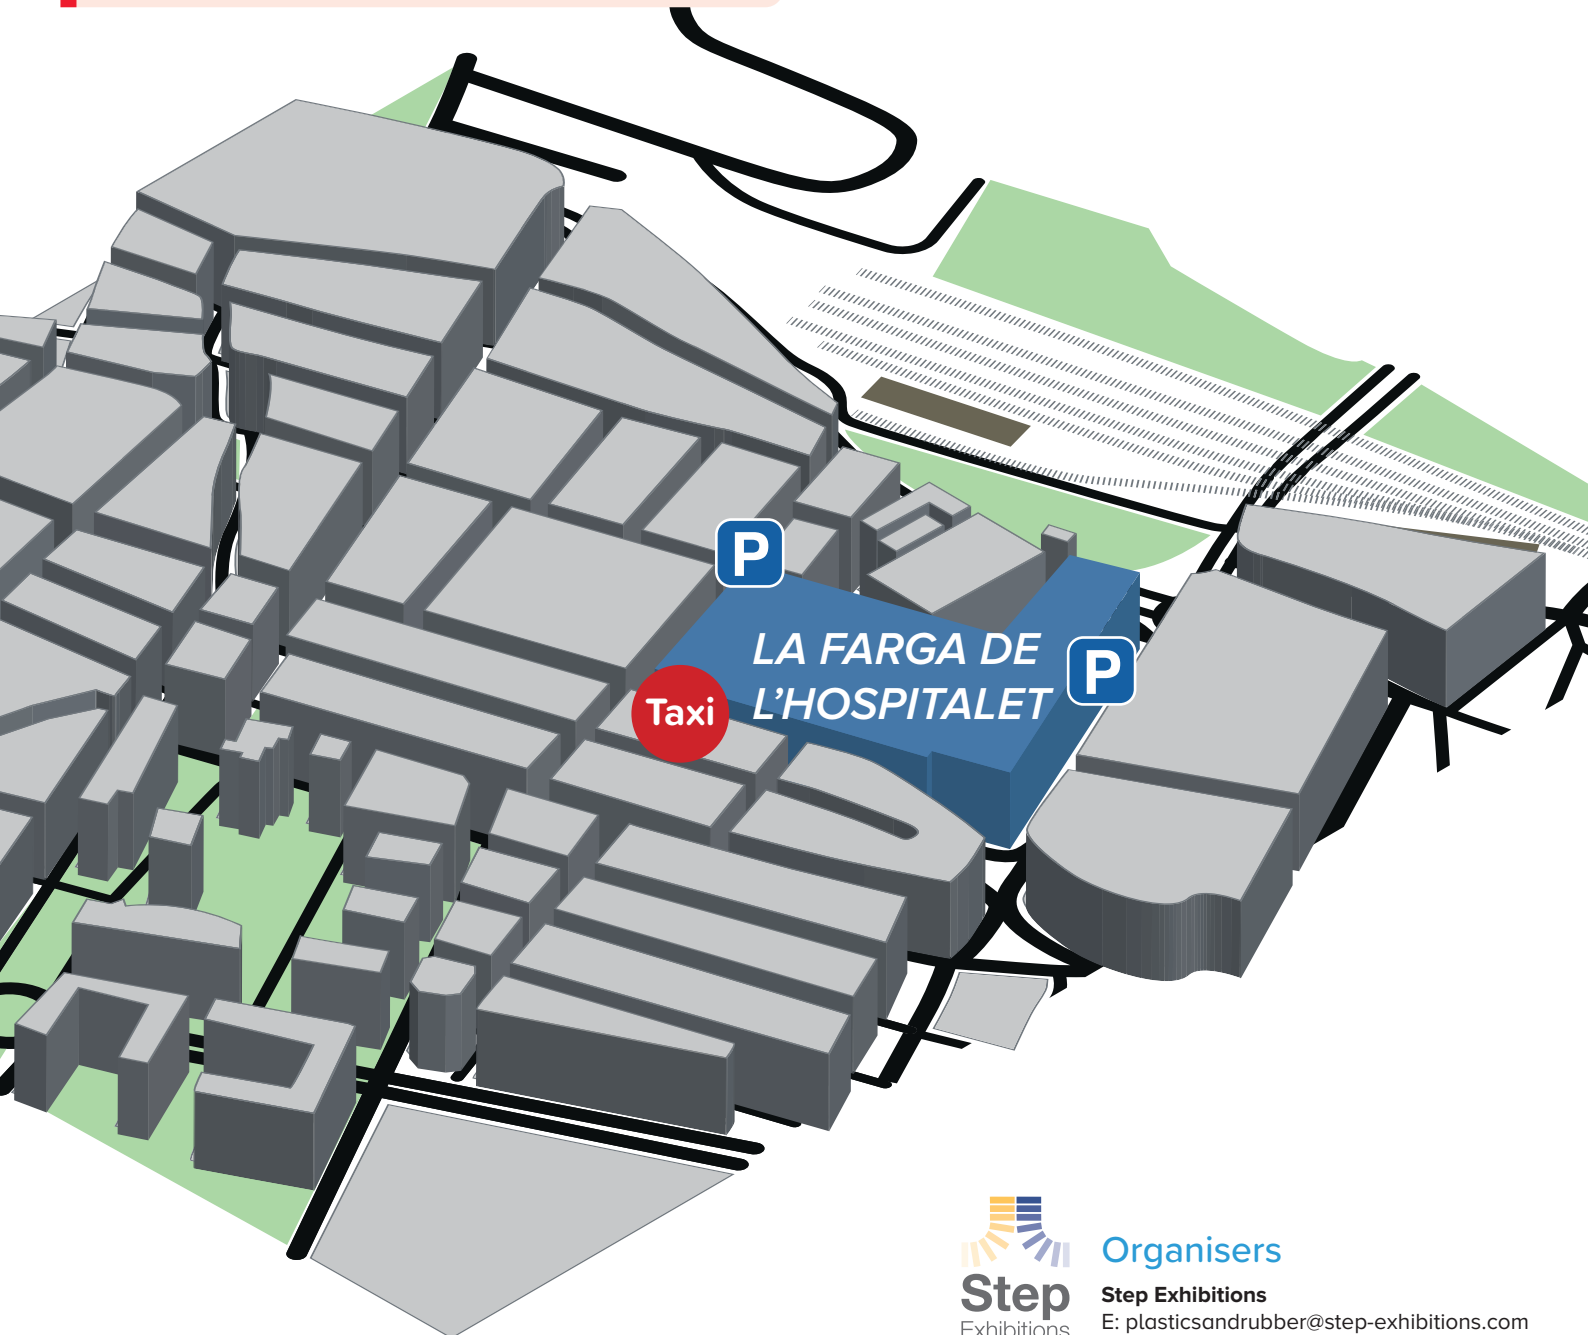 P
LA FARGA DE
L'HOSPITALET
P
Taxi
Organisers
Step
Exhibitions
Step Exhibitions
E: plasticsandrubber@step-exhibitions.com